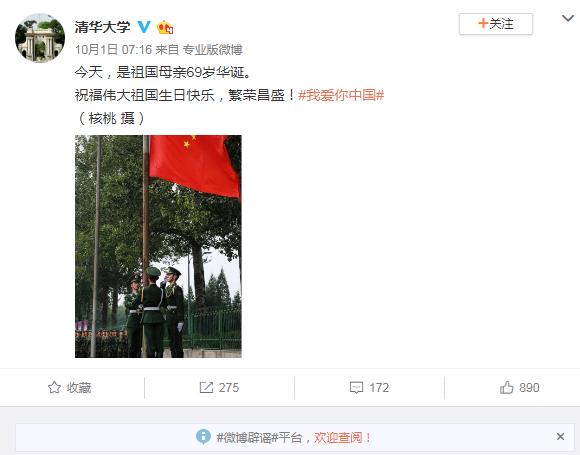 清华大学
+关注
10月1日 07:16 来自 专业版微博
今天，是祖国母亲69岁华诞。
祝福伟大祖国生日快乐，繁荣昌盛！#我爱你中国#
（核桃 摄）
收藏
275
172
890
#微博辟谣#平台，欢迎查阅！